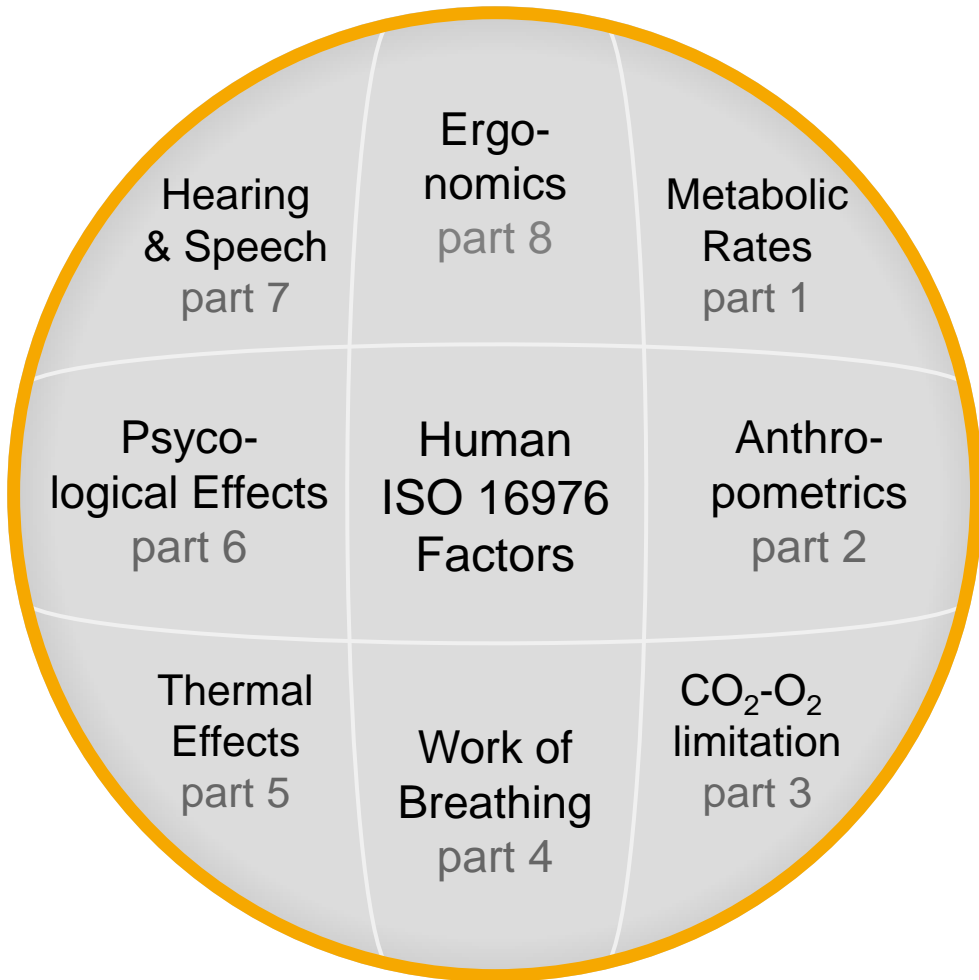 Ergo-
nomics
part 8
Hearing
& Speech
part 7
Metabolic
Rates
part 1
Psyco-
logical Effects
part 6
Human
ISO 16976
Factors
Anthro-
pometrics
part 2
Thermal
Effects
part 5
Work of
Breathing
part 4
CO₂-O₂
limitation
part 3